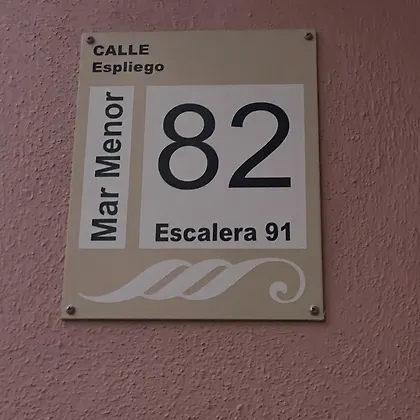 CALLE
Espliego
Mar Menor
82
Escalera 91